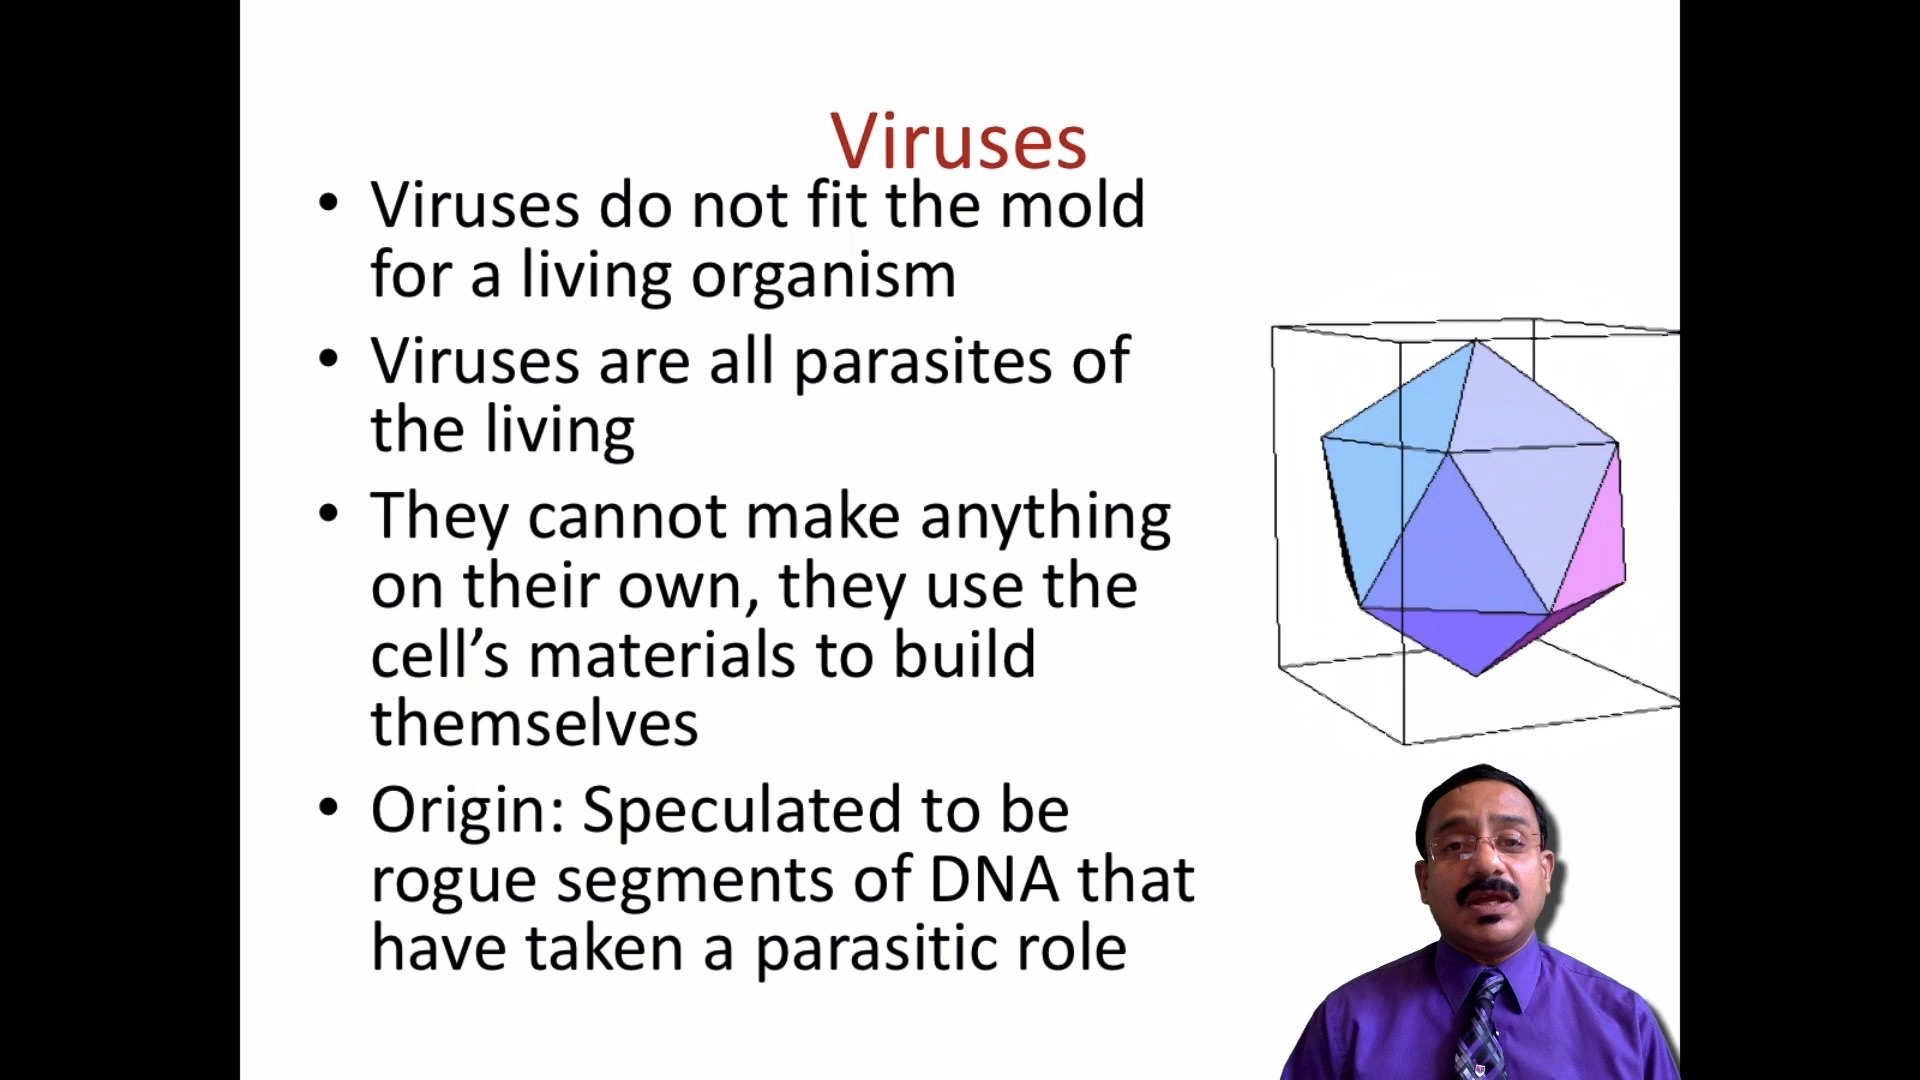 Viruses
• Viruses do not fit the mold
for a living organism
• Viruses are all parasites of
the living
• They cannot make anything
on their own, they use the
cell’s materials to build
themselves
• Origin: Speculated to be
rogue segments of DNA that
have taken a parasitic role